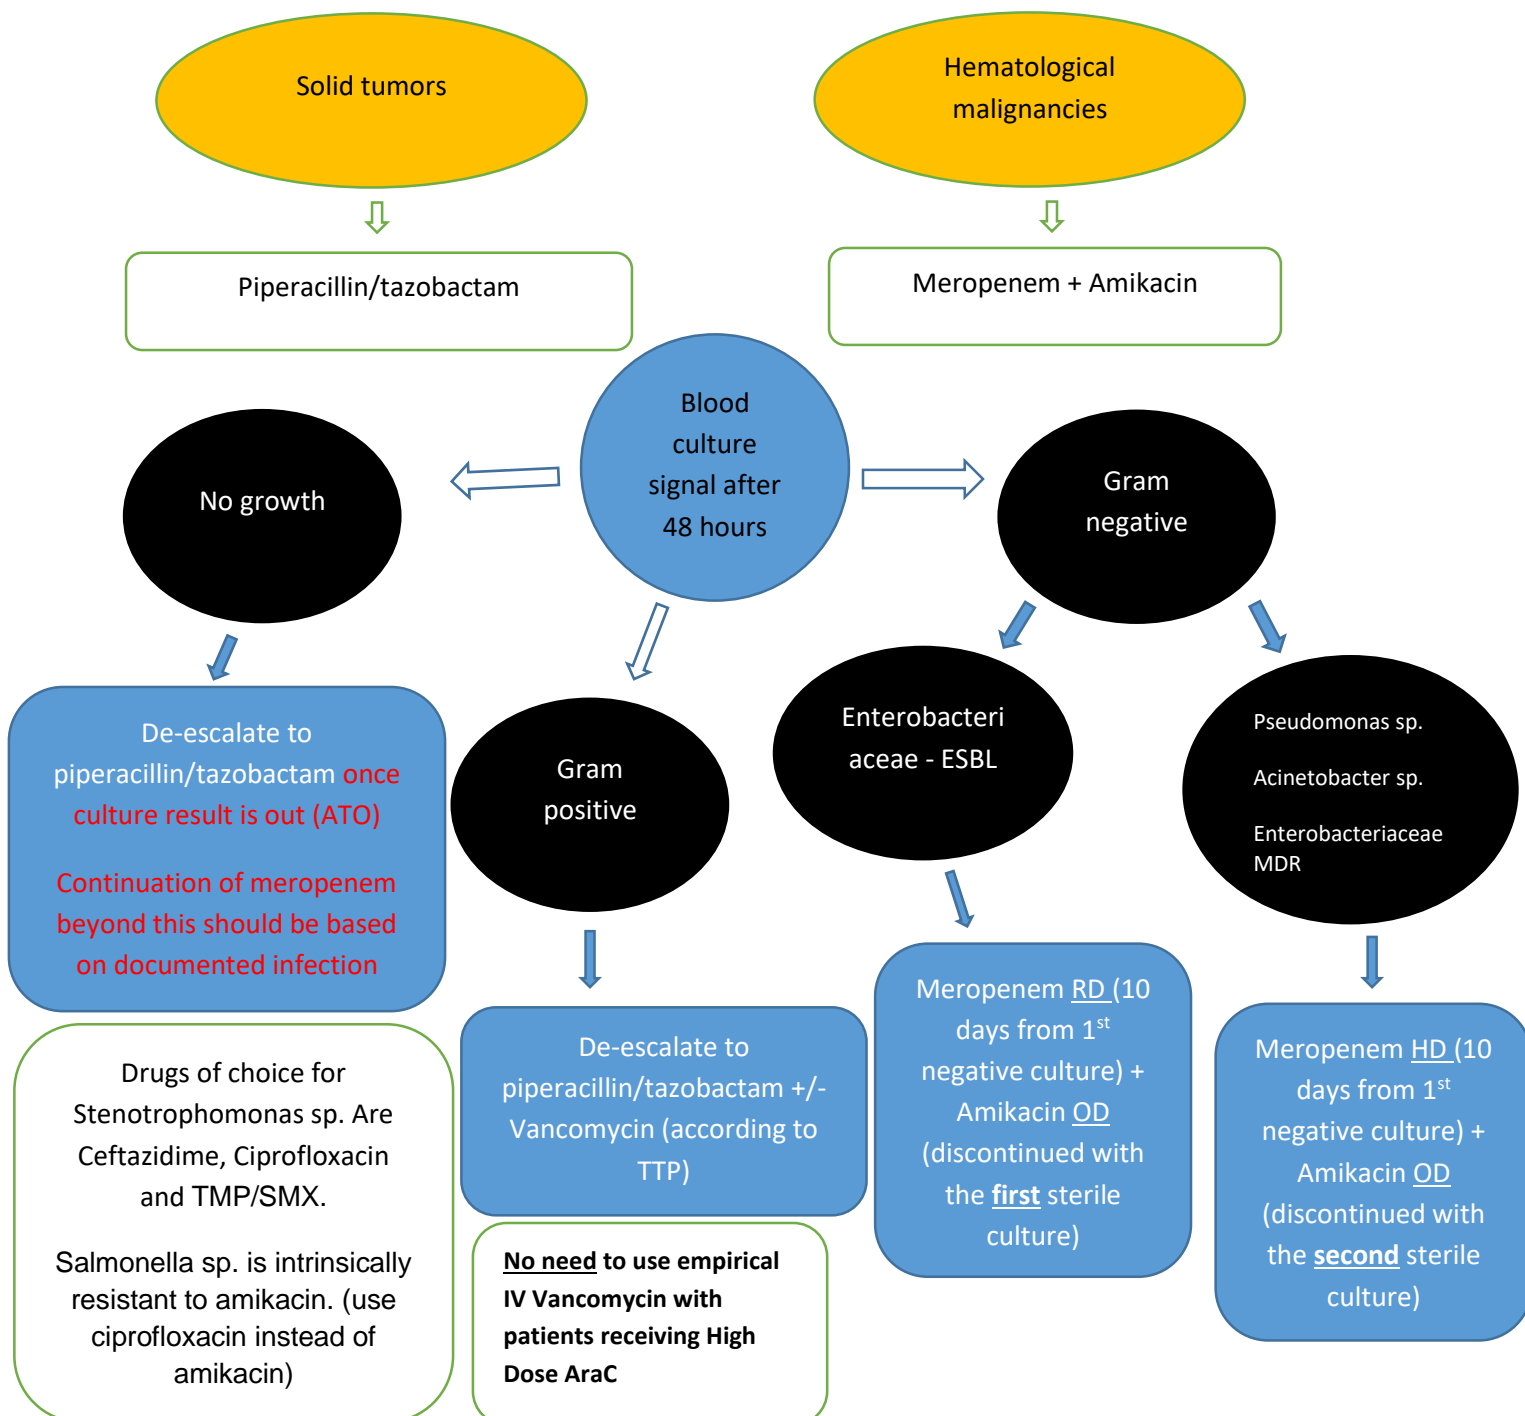 Solid tumors
Hematological
malignancies
Piperacillin/tazobactam
Meropenem + Amikacin
Blood
culture
signal after
48 hours
No growth
Gram
negative
De-escalate to
piperacillin/tazobactam once
culture result is out (ATO)
Continuation of meropenem
beyond this should be based
on documented infection
Gram
positive
Enterobacteri
aceae - ESBL
Pseudomonas sp.
Acinetobacter sp.
Enterobacteriaceae
MDR
De-escalate to
piperacillin/tazobactam +/-
Vancomycin (according to
TTP)
Meropenem RD (10
days from 1st
negative culture) +
Amikacin OD
(discontinued with
the first sterile
culture)
Meropenem HD (10
days from 1st
negative culture) +
Amikacin OD
(discontinued with
the second sterile
culture)
Drugs of choice for
Stenotrophomonas sp. Are
Ceftazidime, Ciprofloxacin
and TMP/SMX.
Salmonella sp. is intrinsically
resistant to amikacin. (use
ciprofloxacin instead of
amikacin)
No need to use empirical
IV Vancomycin with
patients receiving High
Dose AraC